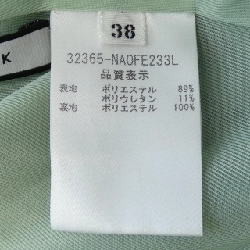 38
K
32365-NADFE233L
品質表示
表地 ポリエステル 89%
ポリウレタン 11%
裏地 ポリエステル 100%